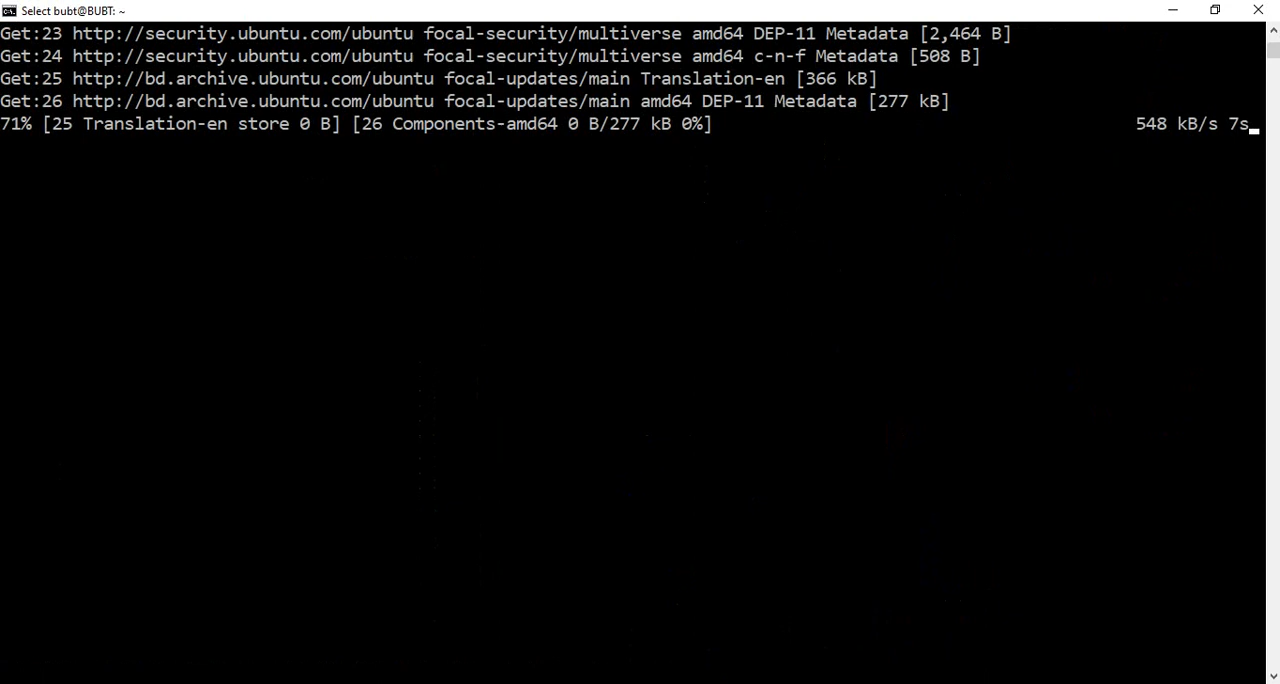 Select bubt@BUBT: ~
Get:23 http://security.ubuntu.com/ubuntu focal-security/multiverse amd64 DEP-11 Metadata [2,464 B]
Get:24 http://security.ubuntu.com/ubuntu focal-security/multiverse amd64 c-n-f Metadata [508 B]
Get:25 http://bd.archive.ubuntu.com/ubuntu focal-updates/main Translation-en [366 kB]
Get:26 http://bd.archive.ubuntu.com/ubuntu focal-updates/main amd64 DEP-11 Metadata [277 kB]
71% [25 Translation-en store 0 B] [26 Components-amd64 0 B/277 kB 0%] 548 kB/s 7s